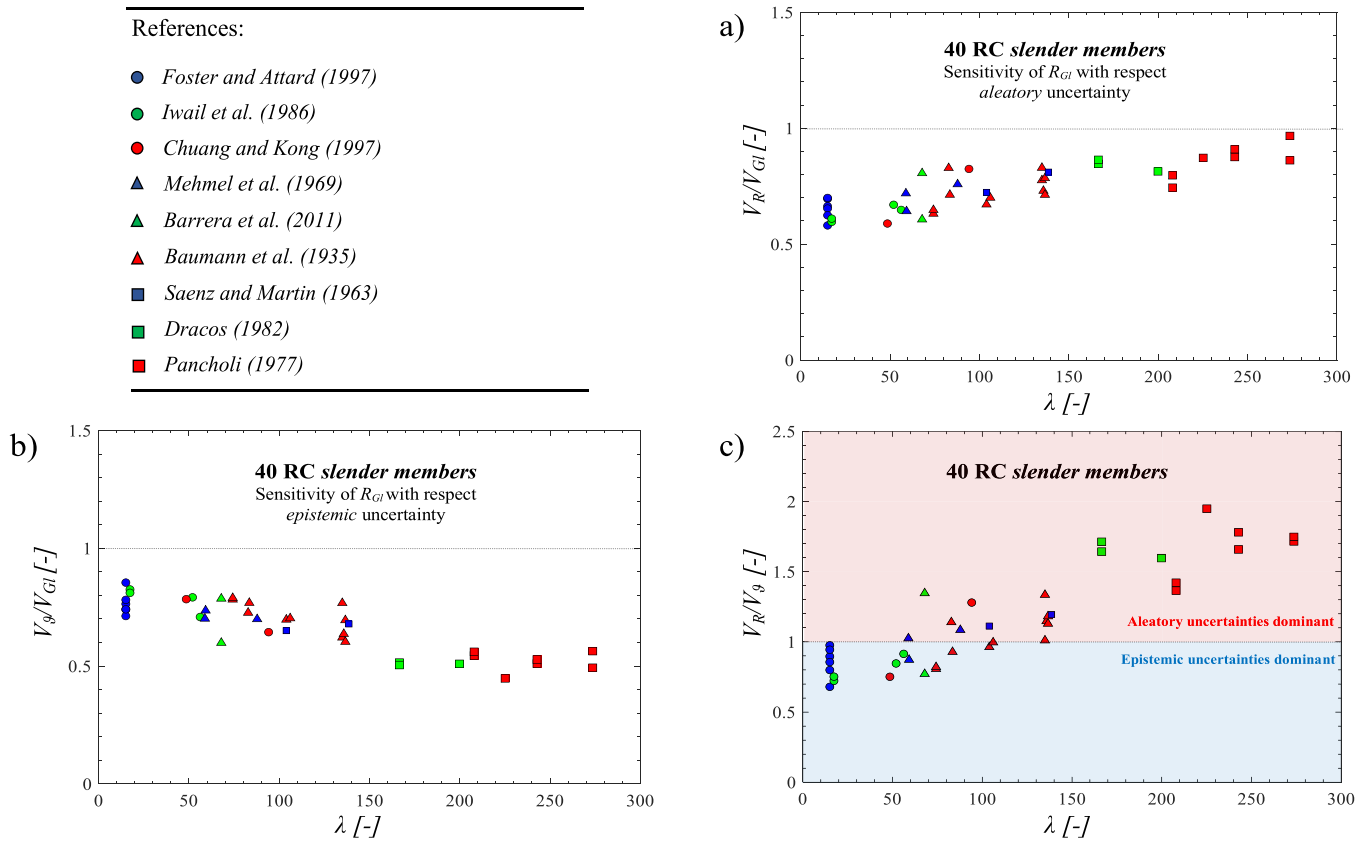 References:
Foster and Attard (1997)
Iwail et al. (1986)
Chuang and Kong (1997)
Mehmel et al. (1969)
Barrera et al. (2011)
Baumann et al. (1935)
Saenz and Martin (1963)
Dracos (1982)
Pancholi (1977)
a)
40 RC slender members
Sensitivity of R_Gl with respect
aleatory uncertainty
V_R/V_Gl [-]
1.5
1
0.5
0
0 50 100 150 200 250 300
λ [-]
b)
40 RC slender members
Sensitivity of R_Gl with respect
epistemic uncertainty
V_ϑ/V_Gl [-]
1.5
1
0.5
0
0 50 100 150 200 250 300
λ [-]
c)
40 RC slender members
V_R/V_ϑ [-]
2.5
2
1.5
1
0.5
0
Aleatory uncertainties dominant
Epistemic uncertainties dominant
0 50 100 150 200 250 300
λ [-]